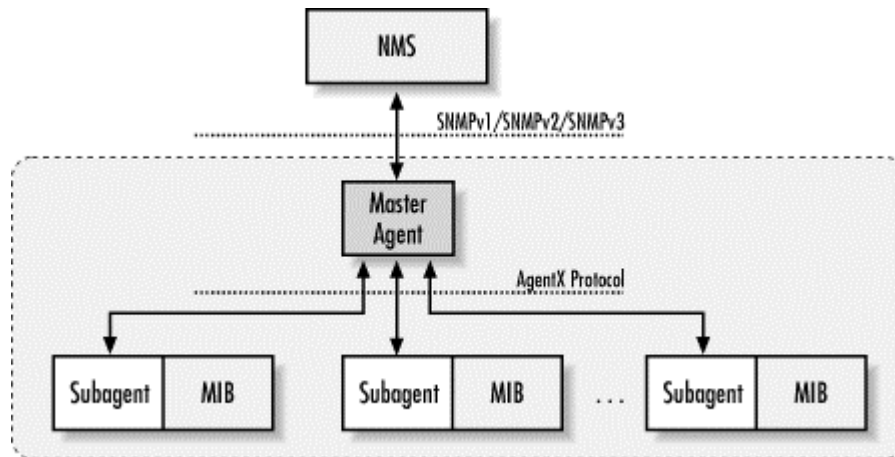 NMS
SNMPv1/SNMPv2/SNMPv3
Master
Agent
AgentX Protocol
Subagent MIB
Subagent MIB
...
Subagent MIB